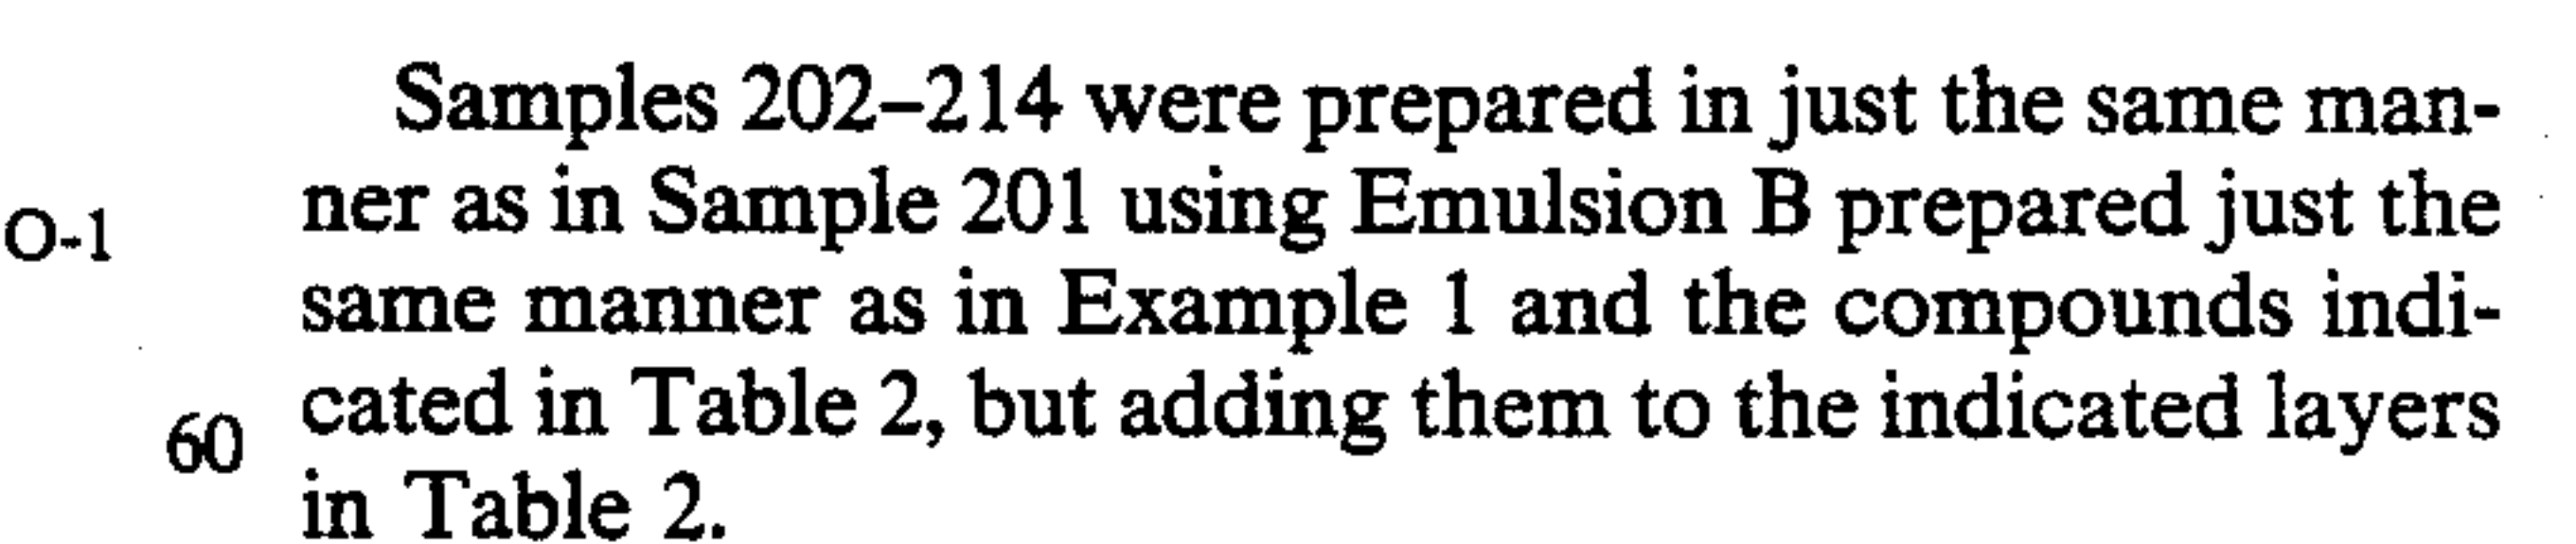 Samples 202–214 were prepared in just the same man-
ner as in Sample 201 using Emulsion B prepared just the
O-1
same manner as in Example 1 and the compounds indi-
cated in Table 2, but adding them to the indicated layers
60
in Table 2.